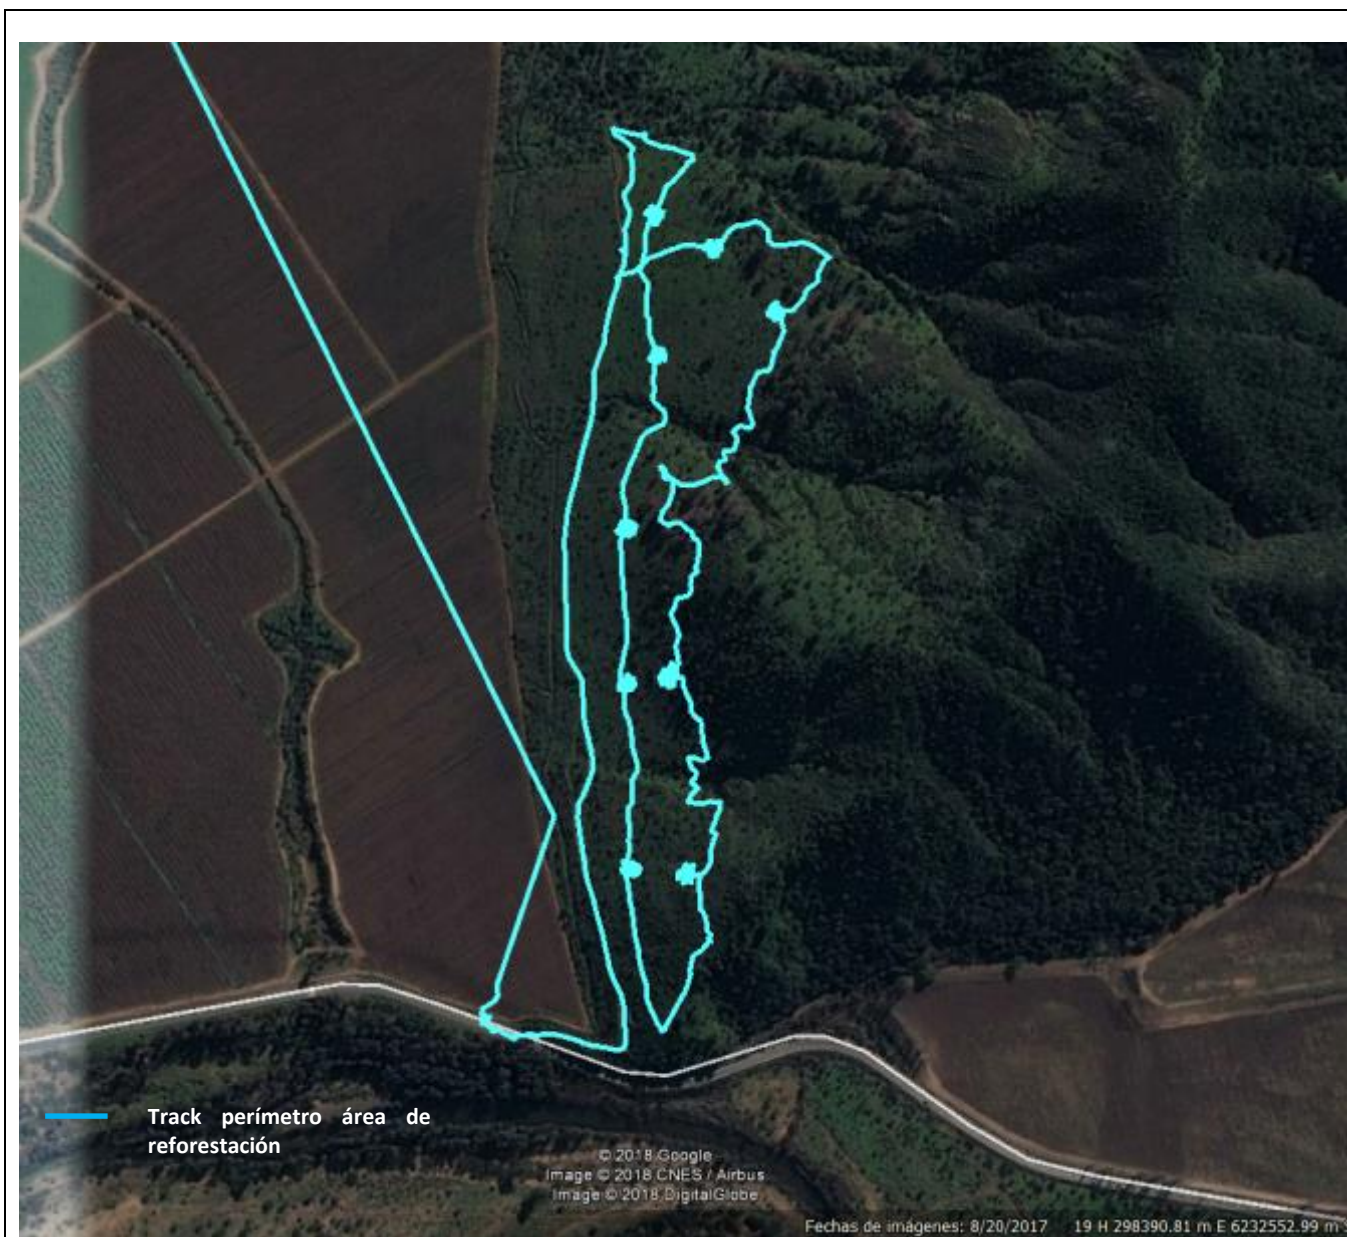 Track perímetro área de
reforestación
© 2018 Google
Image © 2018 CNES / Airbus
Image © 2018 DigitalGlobe
Fechas de imágenes: 8/20/2017 19 H 298390.81 m E 6232552.99 m